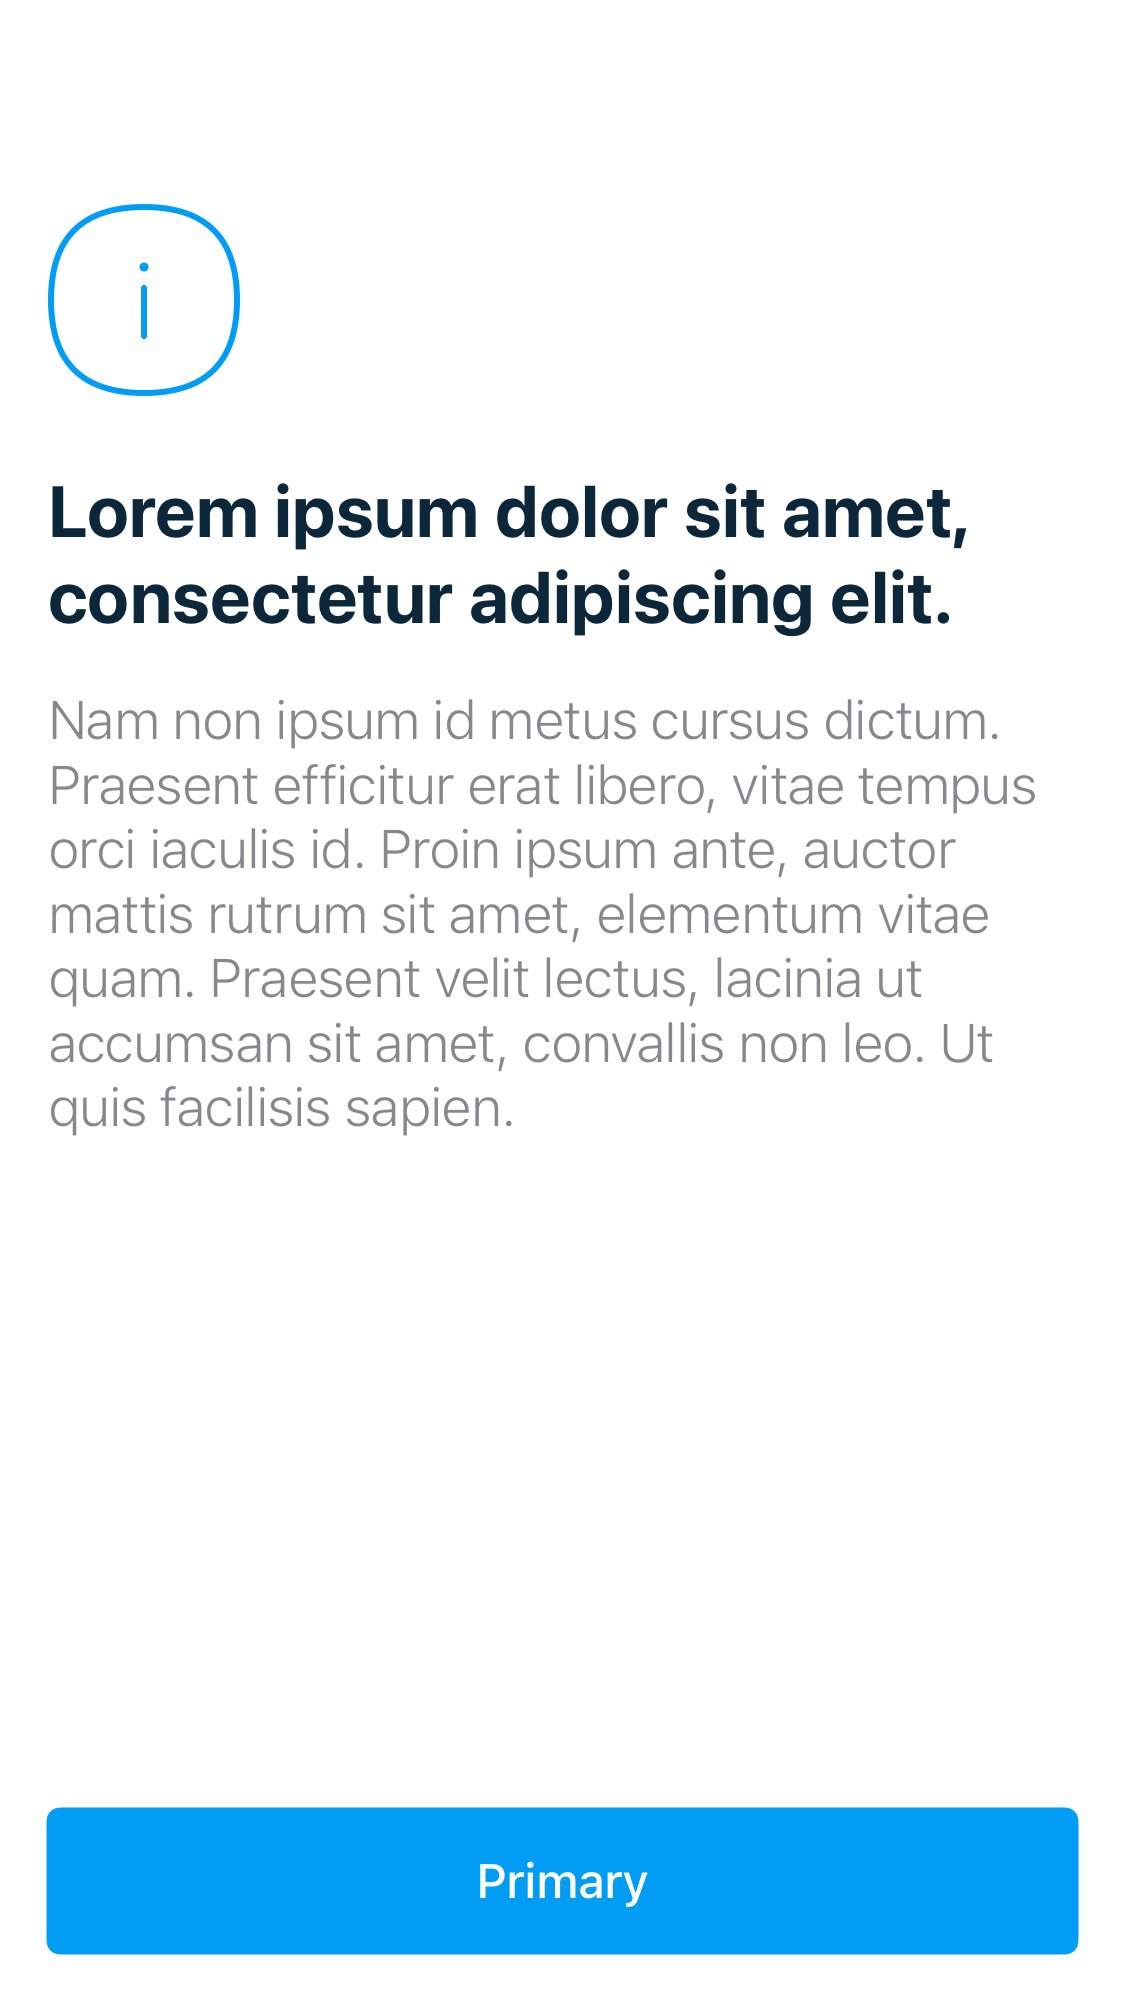 Lorem ipsum dolor sit amet,
consectetur adipiscing elit.
Nam non ipsum id metus cursus dictum.
Praesent efficitur erat libero, vitae tempus
orci iaculis id. Proin ipsum ante, auctor
mattis rutrum sit amet, elementum vitae
quam. Praesent velit lectus, lacinia ut
accumsan sit amet, convallis non leo. Ut
quis facilisis sapien.
Primary